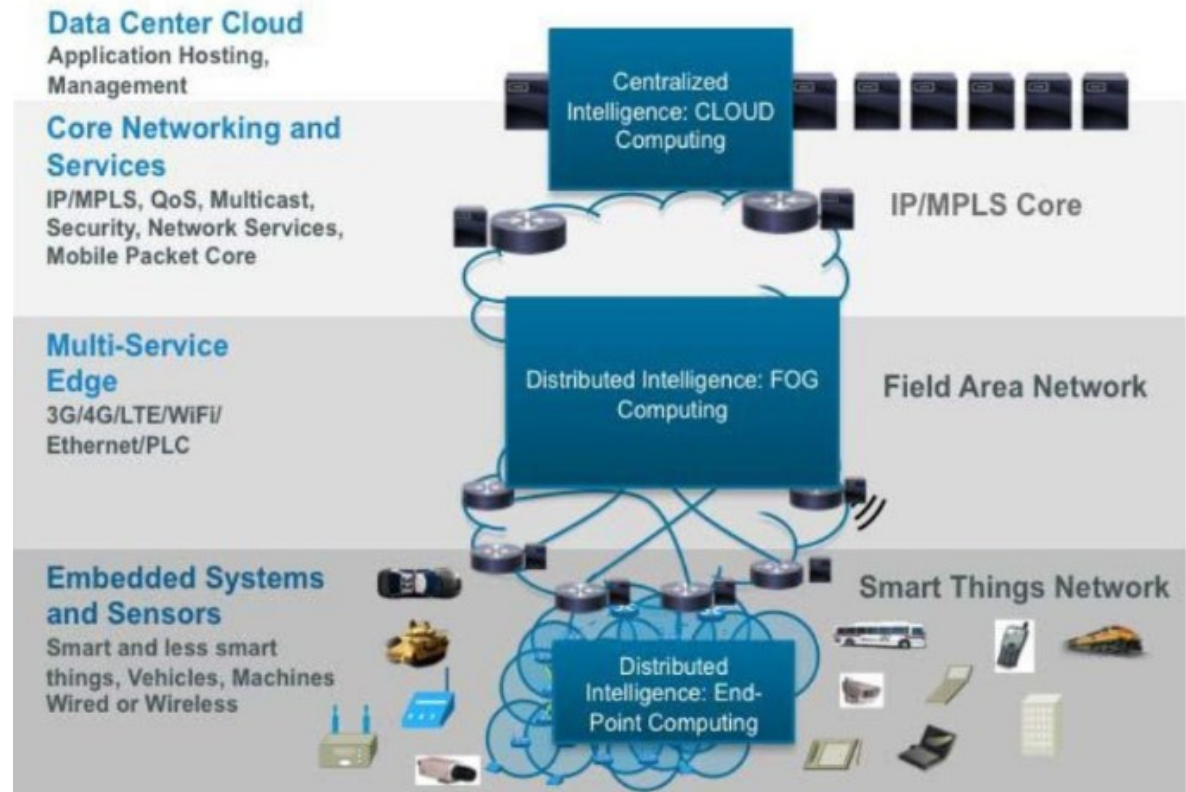 Data Center Cloud
Application Hosting,
Management
Centralized
Intelligence: CLOUD
Computing
Core Networking and
Services
IP/MPLS, QoS, Multicast,
Security, Network Services,
Mobile Packet Core
IP/MPLS Core
Multi-Service
Edge
3G/4G/LTE/WiFi/
Ethernet/PLC
Distributed Intelligence: FOG
Computing
Field Area Network
Embedded Systems
and Sensors
Smart and less smart
things, Vehicles, Machines
Wired or Wireless
Distributed
Intelligence: End-
Point Computing
Smart Things Network